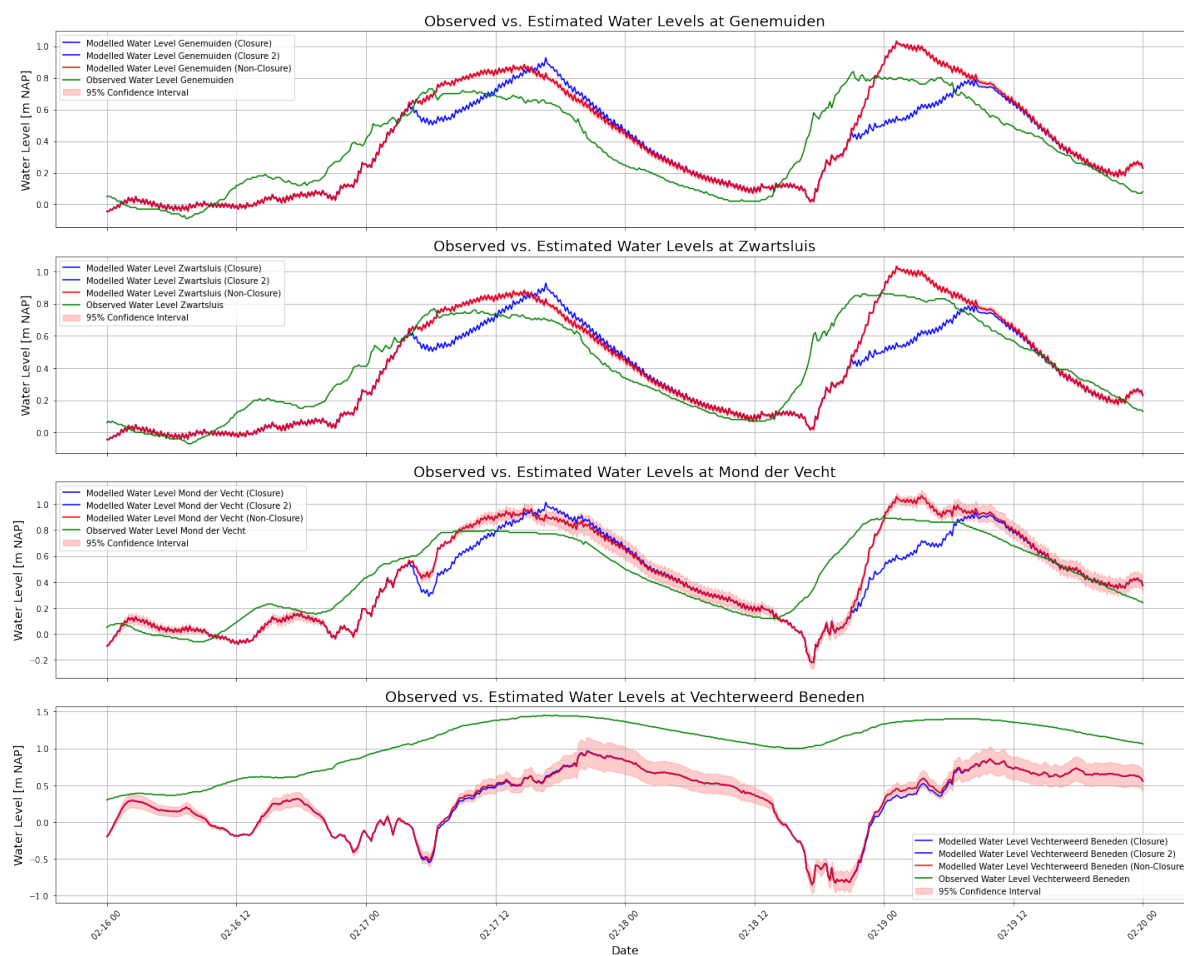 Observed vs. Estimated Water Levels at Genemuiden
Water Level [m NAP]
1.0
0.8
0.6
0.4
0.2
0.0
Modelled Water Level Genemuiden (Closure)
Modelled Water Level Genemuiden (Closure 2)
Modelled Water Level Genemuiden (Non-Closure)
Observed Water Level Genemuiden
95% Confidence Interval
Observed vs. Estimated Water Levels at Zwartsluis
Water Level [m NAP]
1.0
0.8
0.6
0.4
0.2
0.0
Modelled Water Level Zwartsluis (Closure)
Modelled Water Level Zwartsluis (Closure 2)
Modelled Water Level Zwartsluis (Non-Closure)
Observed Water Level Zwartsluis
95% Confidence Interval
Observed vs. Estimated Water Levels at Mond der Vecht
Water Level [m NAP]
1.0
0.8
0.6
0.4
0.2
0.0
−0.2
Modelled Water Level Mond der Vecht (Closure)
Modelled Water Level Mond der Vecht (Closure 2)
Modelled Water Level Mond der Vecht (Non-Closure)
Observed Water Level Mond der Vecht
95% Confidence Interval
Observed vs. Estimated Water Levels at Vechterweerd Beneden
Water Level [m NAP]
1.5
1.0
0.5
0.0
−0.5
−1.0
Modelled Water Level Vechterweerd Beneden (Closure)
Modelled Water Level Vechterweerd Beneden (Closure 2)
Modelled Water Level Vechterweerd Beneden (Non-Closure
Observed Water Level Vechterweerd Beneden
95% Confidence Interval
02-16 00
02-16 12
02-17 00
02-17 12
02-18 00
02-18 12
02-19 00
02-19 12
02-20 00
Date